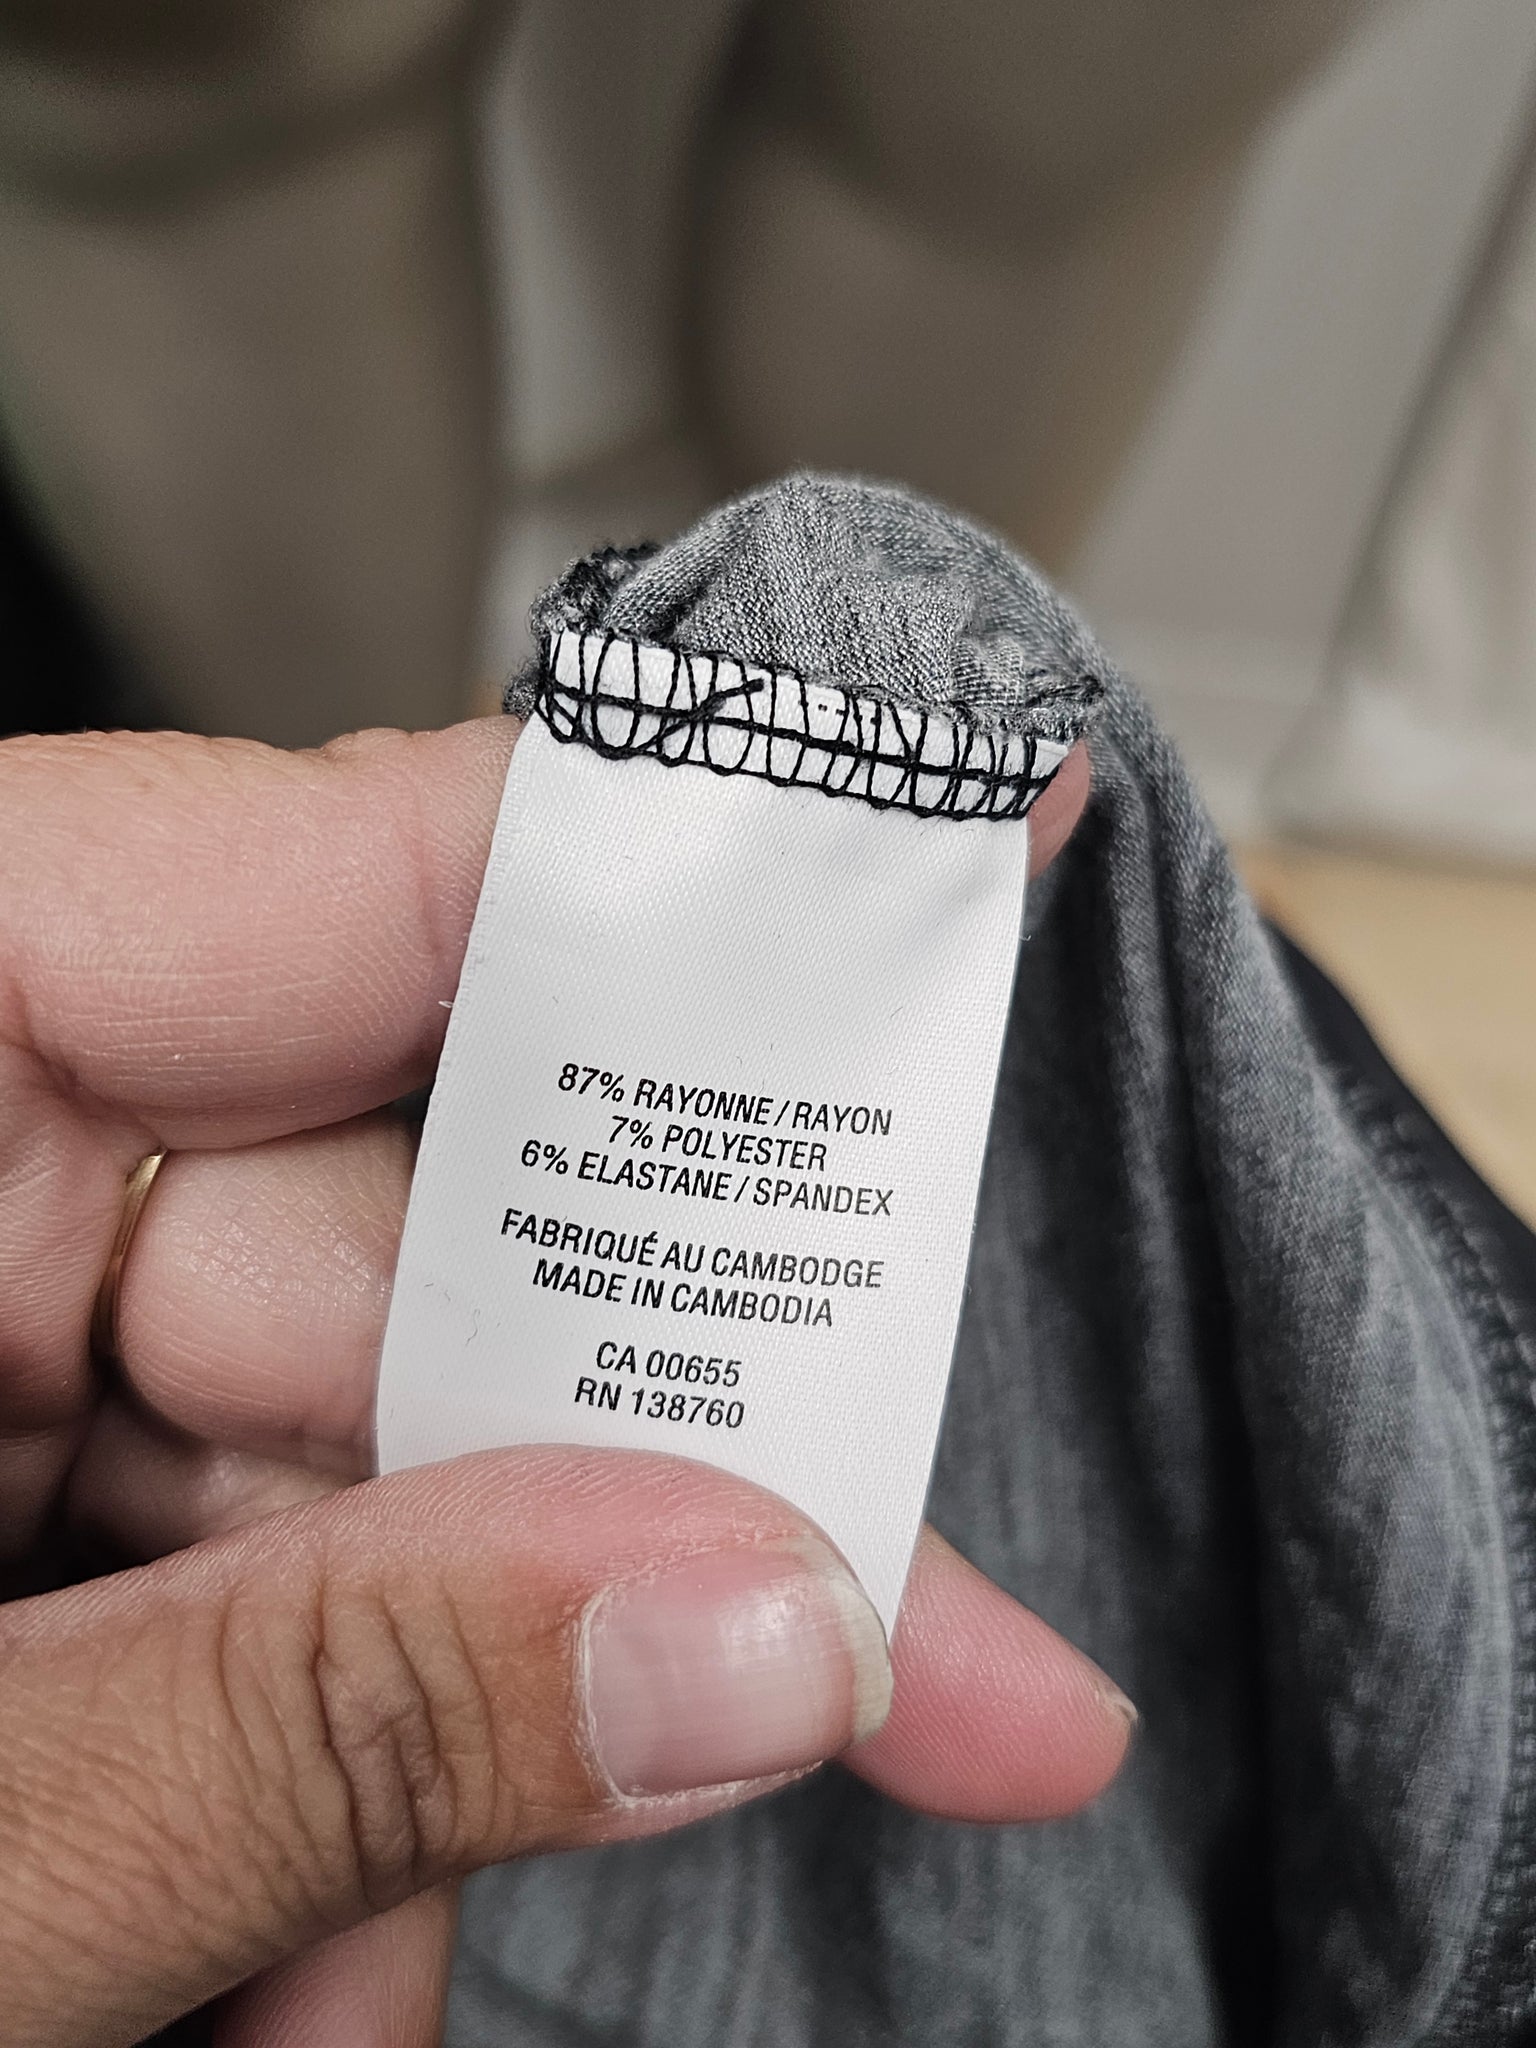 87% RAYONNE/RAYON
7% POLYESTER
6% ELASTANE/SPANDEX
FABRIQUÉ AU CAMBODGE
MADE IN CAMBODIA
CA 00655
RN 138760